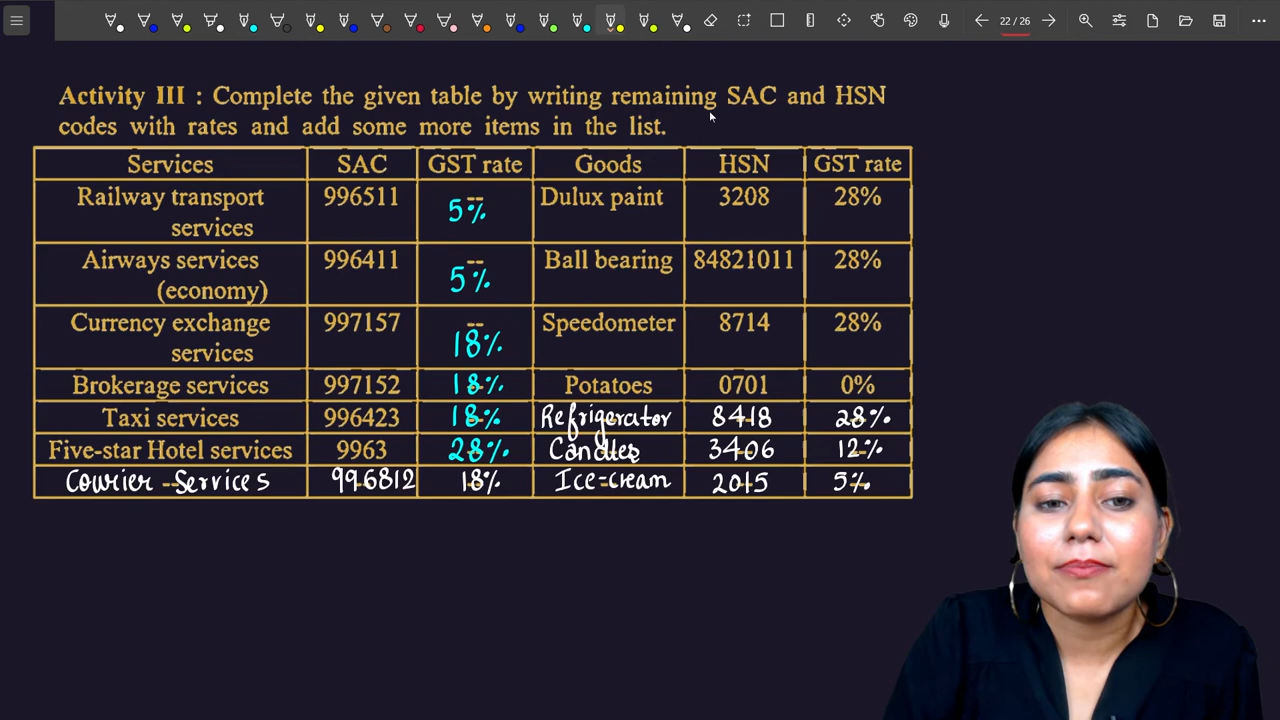 22 / 26
Activity III : Complete the given table by writing remaining SAC and HSN
codes with rates and add some more items in the list.
Services SAC GST rate Goods HSN GST rate
Railway transport services 996511 -- 5% Dulux paint 3208 28%
Airways services (economy) 996411 -- 5% Ball bearing 84821011 28%
Currency exchange services 997157 -- 18% Speedometer 8714 28%
Brokerage services 997152 18% Potatoes 0701 0%
Taxi services 996423 18% Refrigerator 8418 28%
Five-star Hotel services 9963 28% Candles 3406 12%
Courier Services 996812 18% Ice-cream 2015 5%